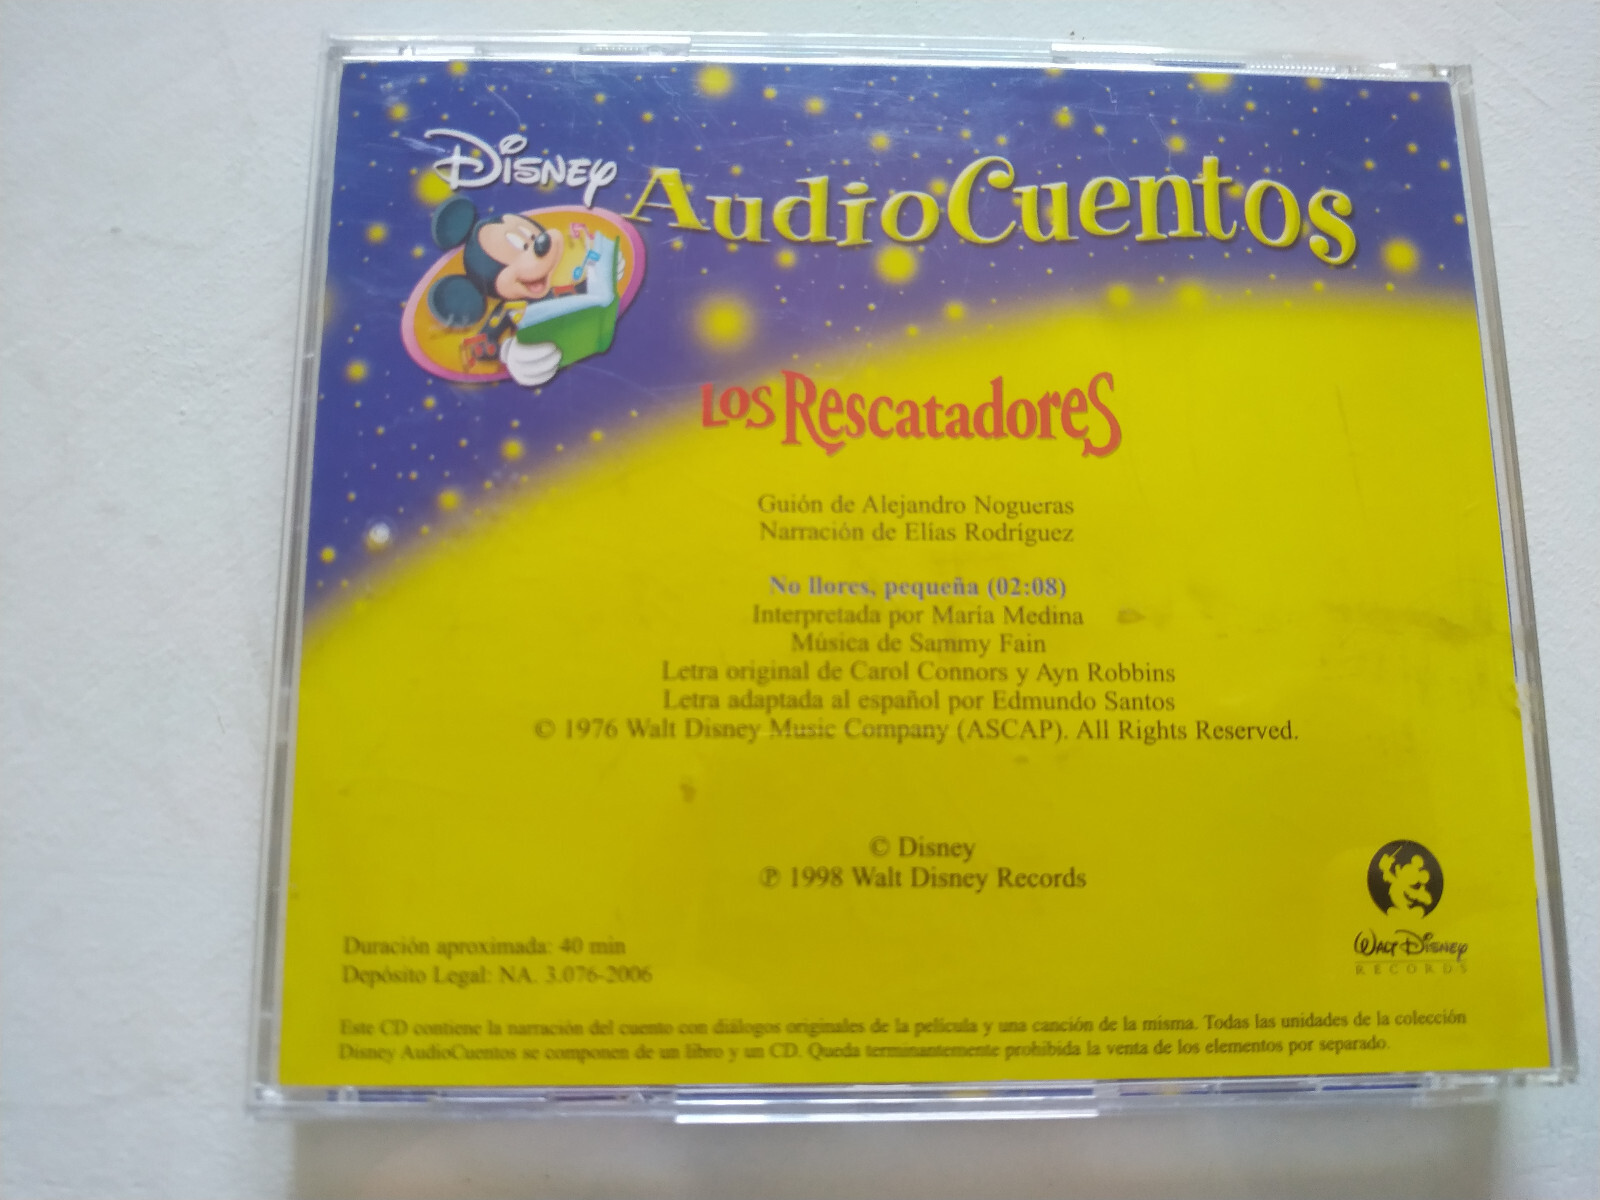 Disney
AudioCuentos
Los Rescatadores
Guión de Alejandro Nogueras
Narración de Elías Rodríguez
No llores, pequeña (02:08)
Interpretada por María Medina
Música de Sammy Fain
Letra original de Carol Connors y Ayn Robbins
Letra adaptada al español por Edmundo Santos
© 1976 Walt Disney Music Company (ASCAP). All Rights Reserved.
© Disney
℗ 1998 Walt Disney Records
Walt Disney
RECORDS
Duración aproximada: 40 min
Depósito Legal: NA. 3.076-2006
Este CD contiene la narración del cuento con diálogos originales de la película y una canción de la misma. Todas las unidades de la colección
Disney AudioCuentos se componen de un libro y un CD. Queda terminantemente prohibida la venta de los elementos por separado.